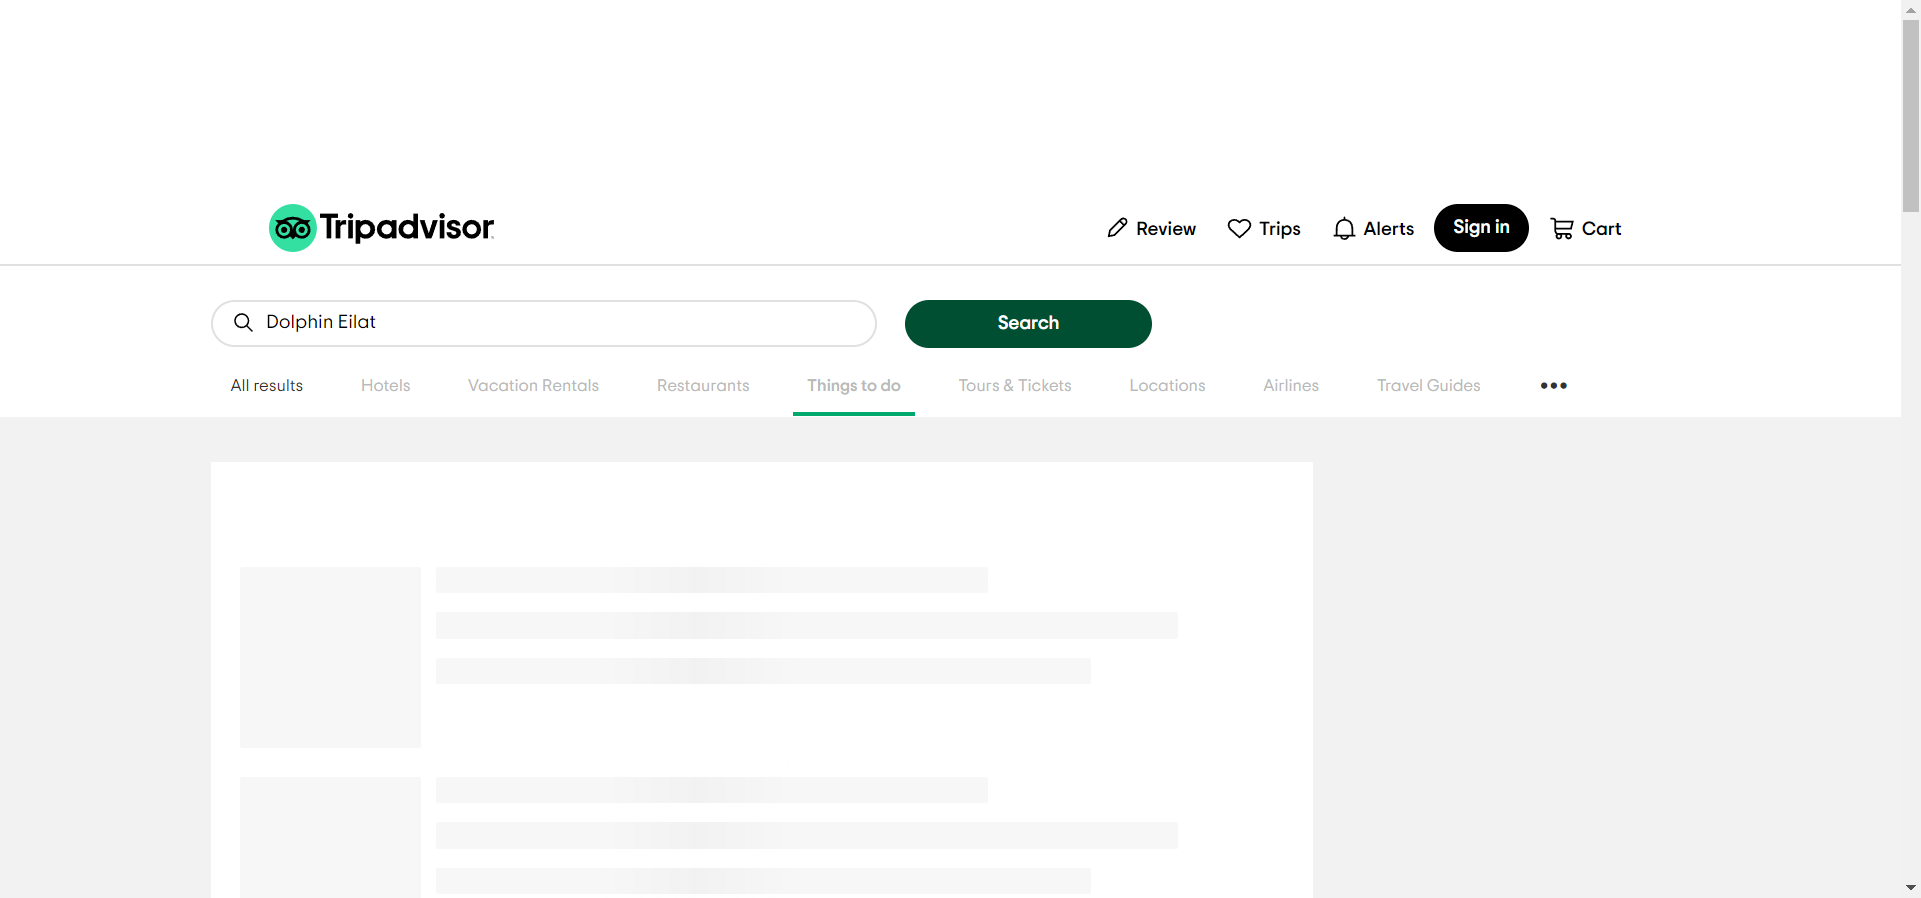 Tripadvisor
Review
Trips
Alerts
Sign in
Cart
Dolphin Eilat
Search
All results
Hotels
Vacation Rentals
Restaurants
Things to do
Tours & Tickets
Locations
Airlines
Travel Guides